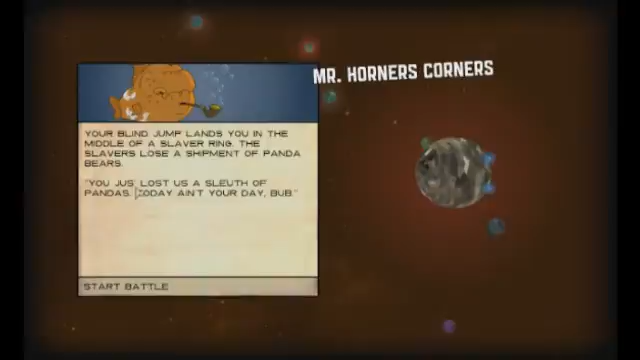 MR. HORNERS CORNERS
YOUR BLIND JUMP LANDS YOU IN THE
MIDDLE OF A SLAVER RING. THE
SLAVERS LOSE A SHIPMENT OF PANDA
BEARS.
"YOU JUS' LOST US A SLEUTH OF
PANDAS. TODAY AIN'T YOUR DAY, BUB."
START BATTLE